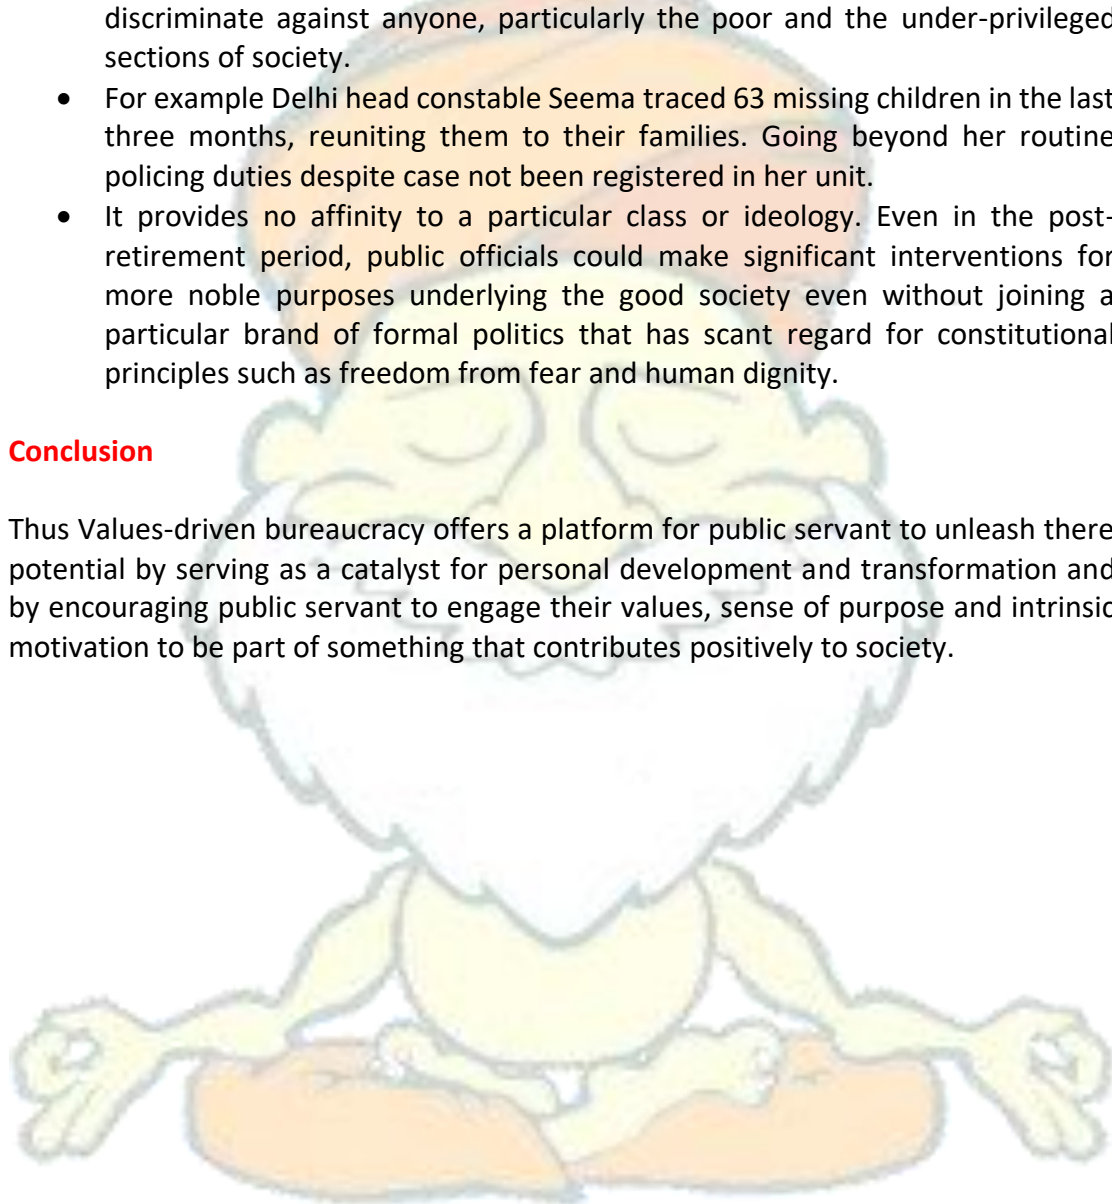 discriminate against anyone, particularly the poor and the under-privileged
sections of society.
• For example Delhi head constable Seema traced 63 missing children in the last
three months, reuniting them to their families. Going beyond her routine
policing duties despite case not been registered in her unit.
• It provides no affinity to a particular class or ideology. Even in the post-
retirement period, public officials could make significant interventions for
more noble purposes underlying the good society even without joining a
particular brand of formal politics that has scant regard for constitutional
principles such as freedom from fear and human dignity.
Conclusion
Thus Values-driven bureaucracy offers a platform for public servant to unleash there
potential by serving as a catalyst for personal development and transformation and
by encouraging public servant to engage their values, sense of purpose and intrinsic
motivation to be part of something that contributes positively to society.